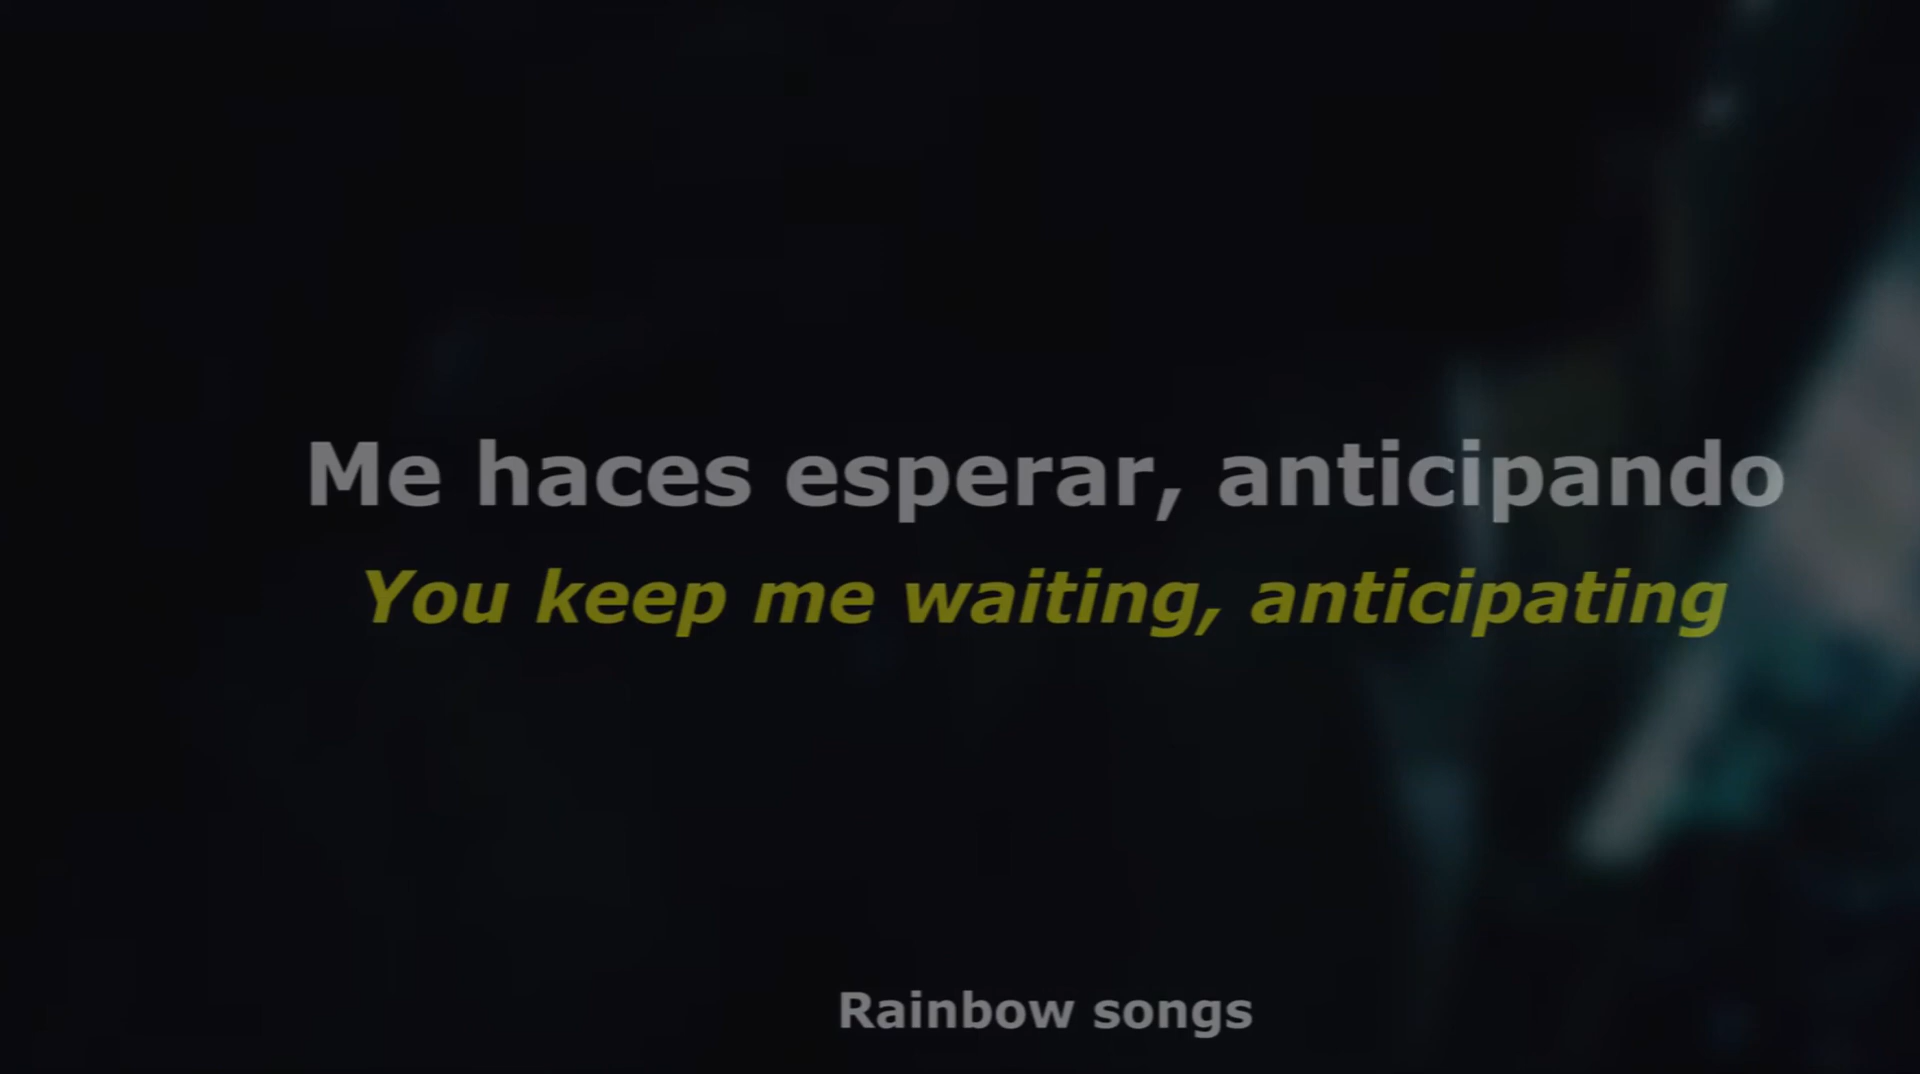 Me haces esperar, anticipando
You keep me waiting, anticipating
Rainbow songs